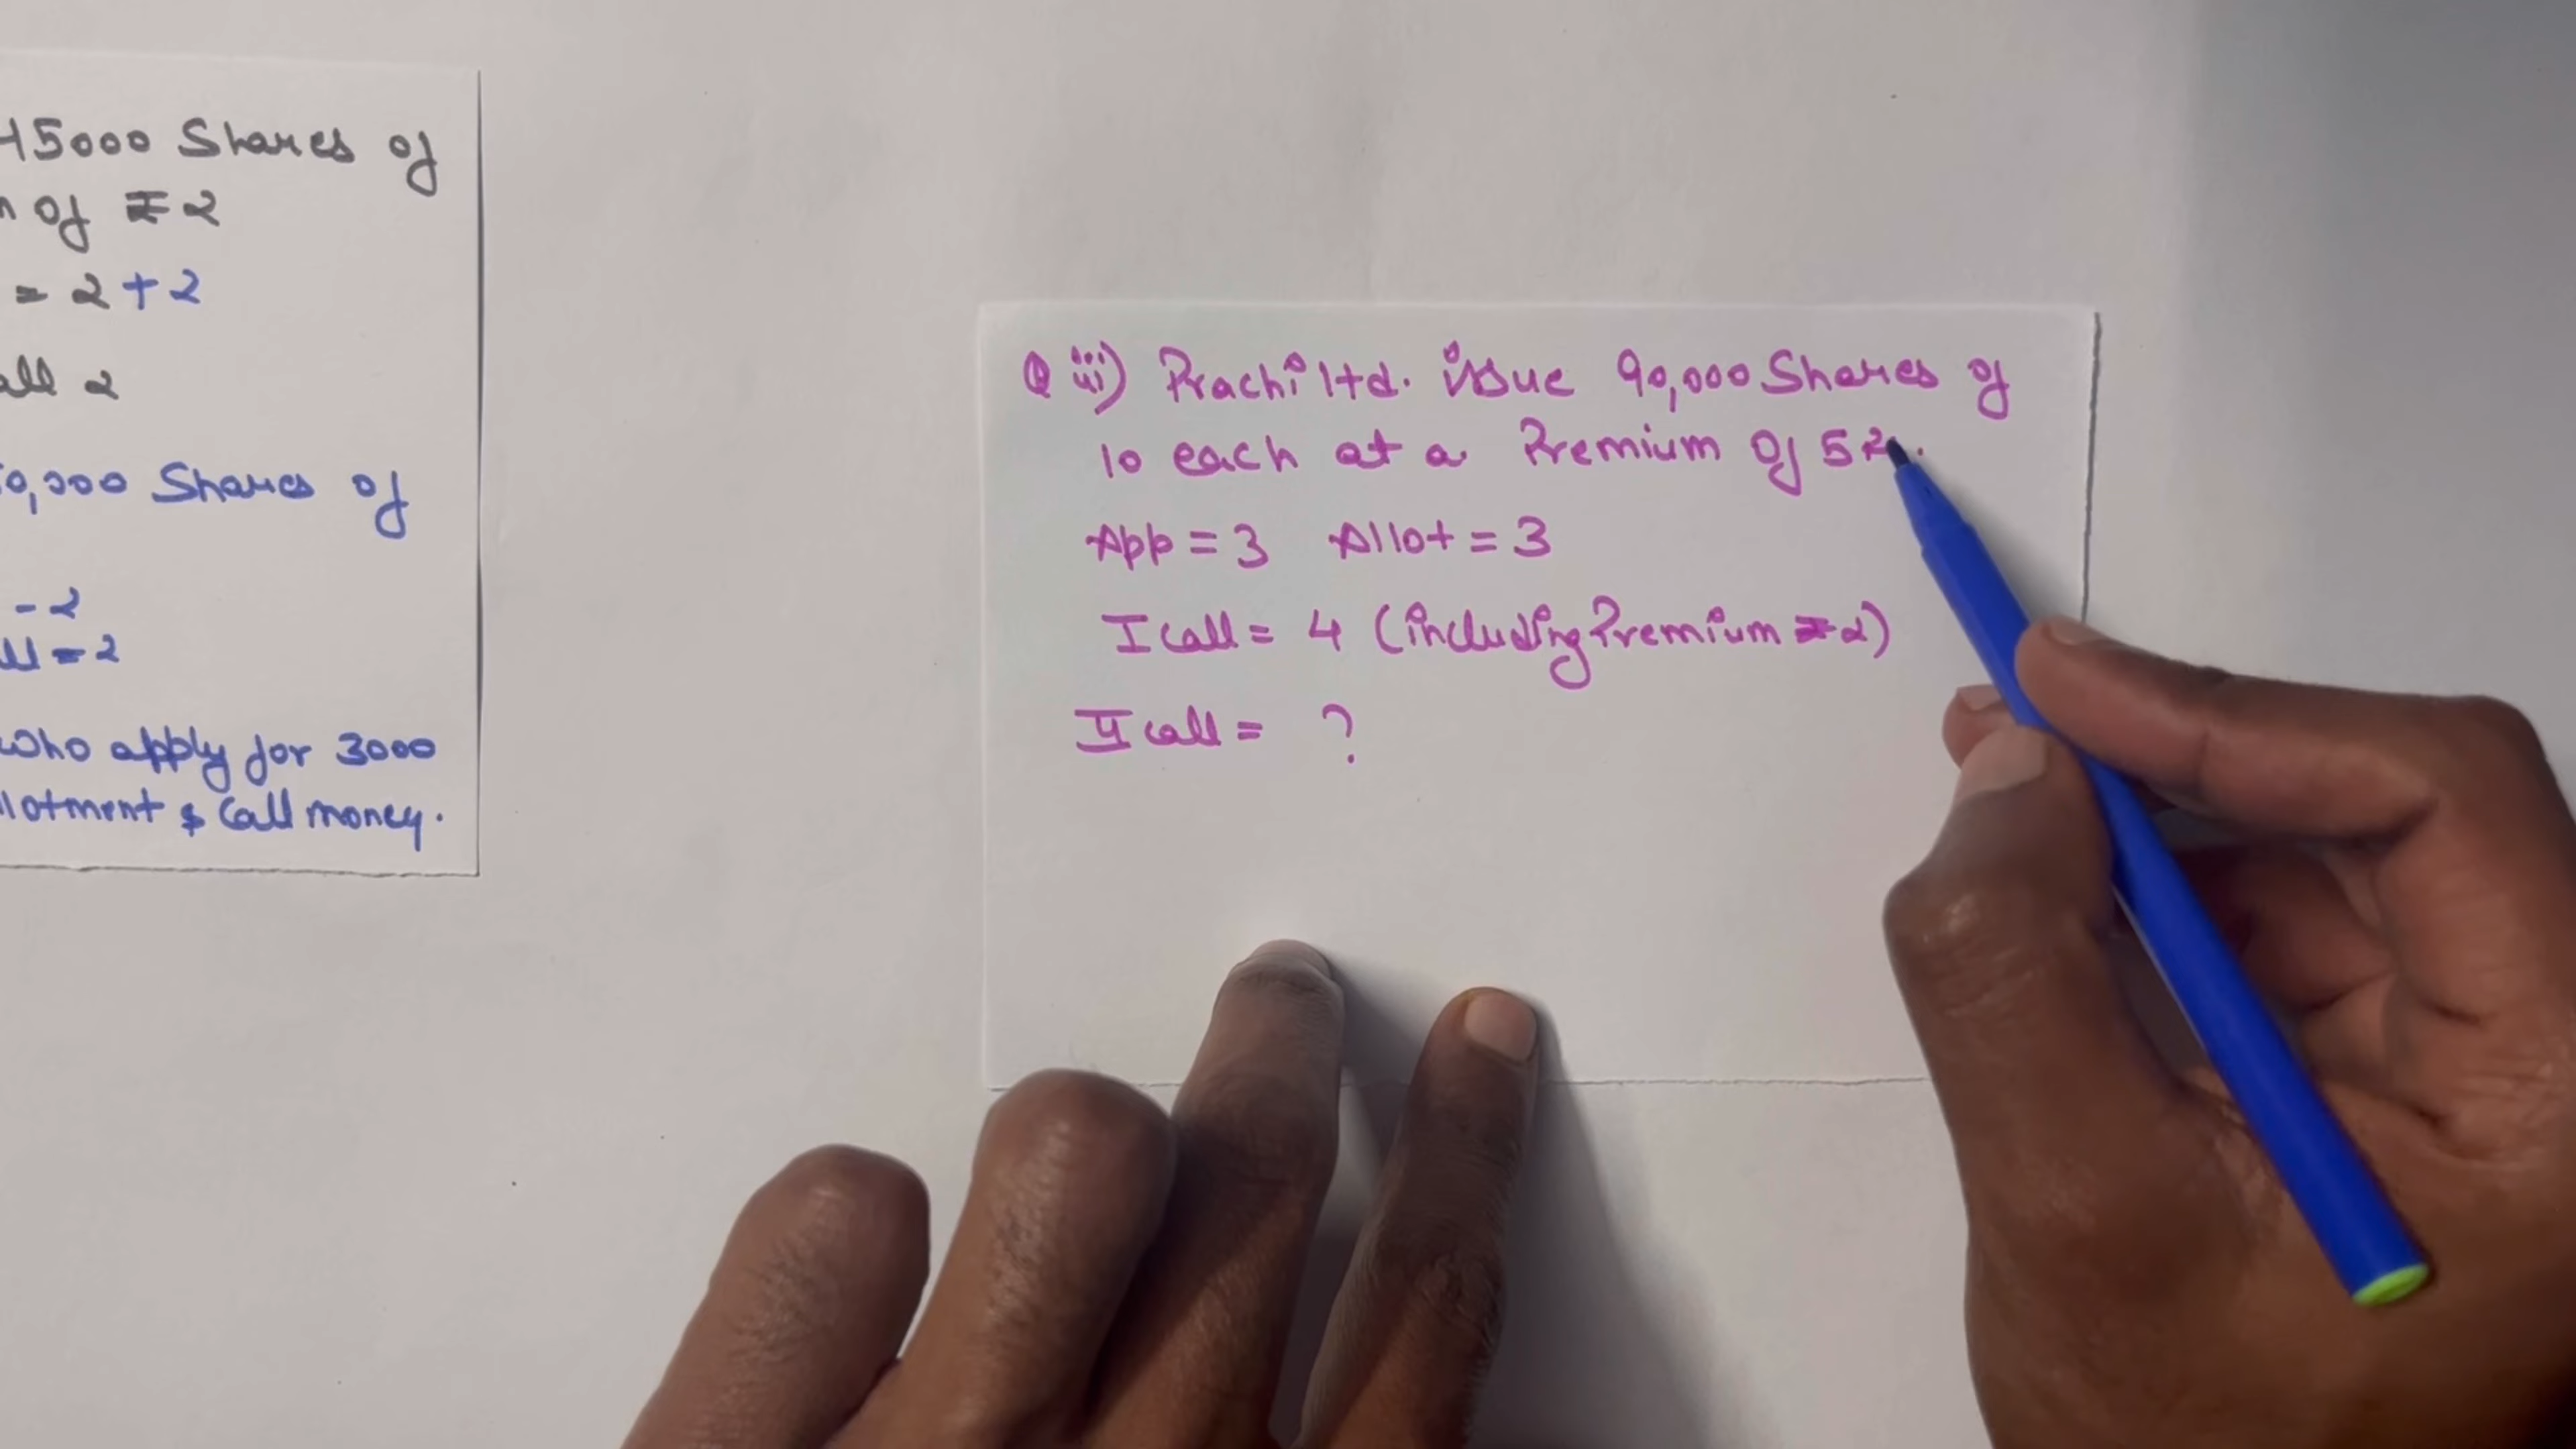 45000 Shares of
of ₹ 2
= 2 + 2
all 2
0,000 Shares of
- 2
ll = 2
who apply for 3000
lotment & Call money.
Q iii) Prachi ltd. issue 90,000 Shares of
10 each at a Premium of 5
App = 3 Allot = 3
I call = 4 (including Premium ₹ 2)
II call = ?